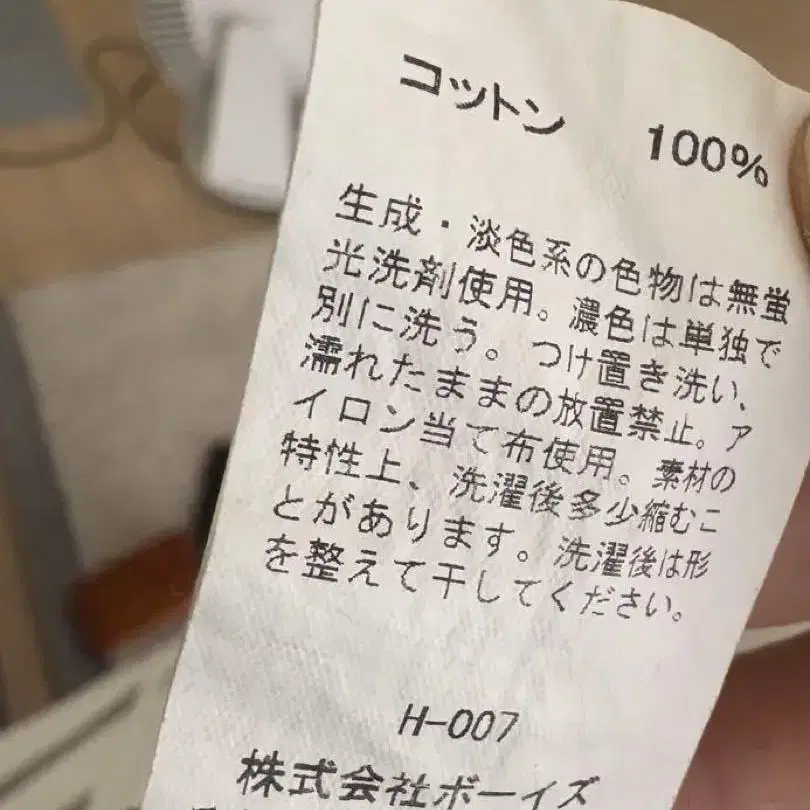 コットン 100%
生成・淡色系の色物は無蛍
光洗剤使用。濃色は単独で
別に洗う。つけ置き洗い、
濡れたままの放置禁止。ア
イロン当て布使用。素材の
特性上、洗濯後多少縮むこ
とがあります。洗濯後は形
を整えて干してください。
H-007
株式会社ボーイズ